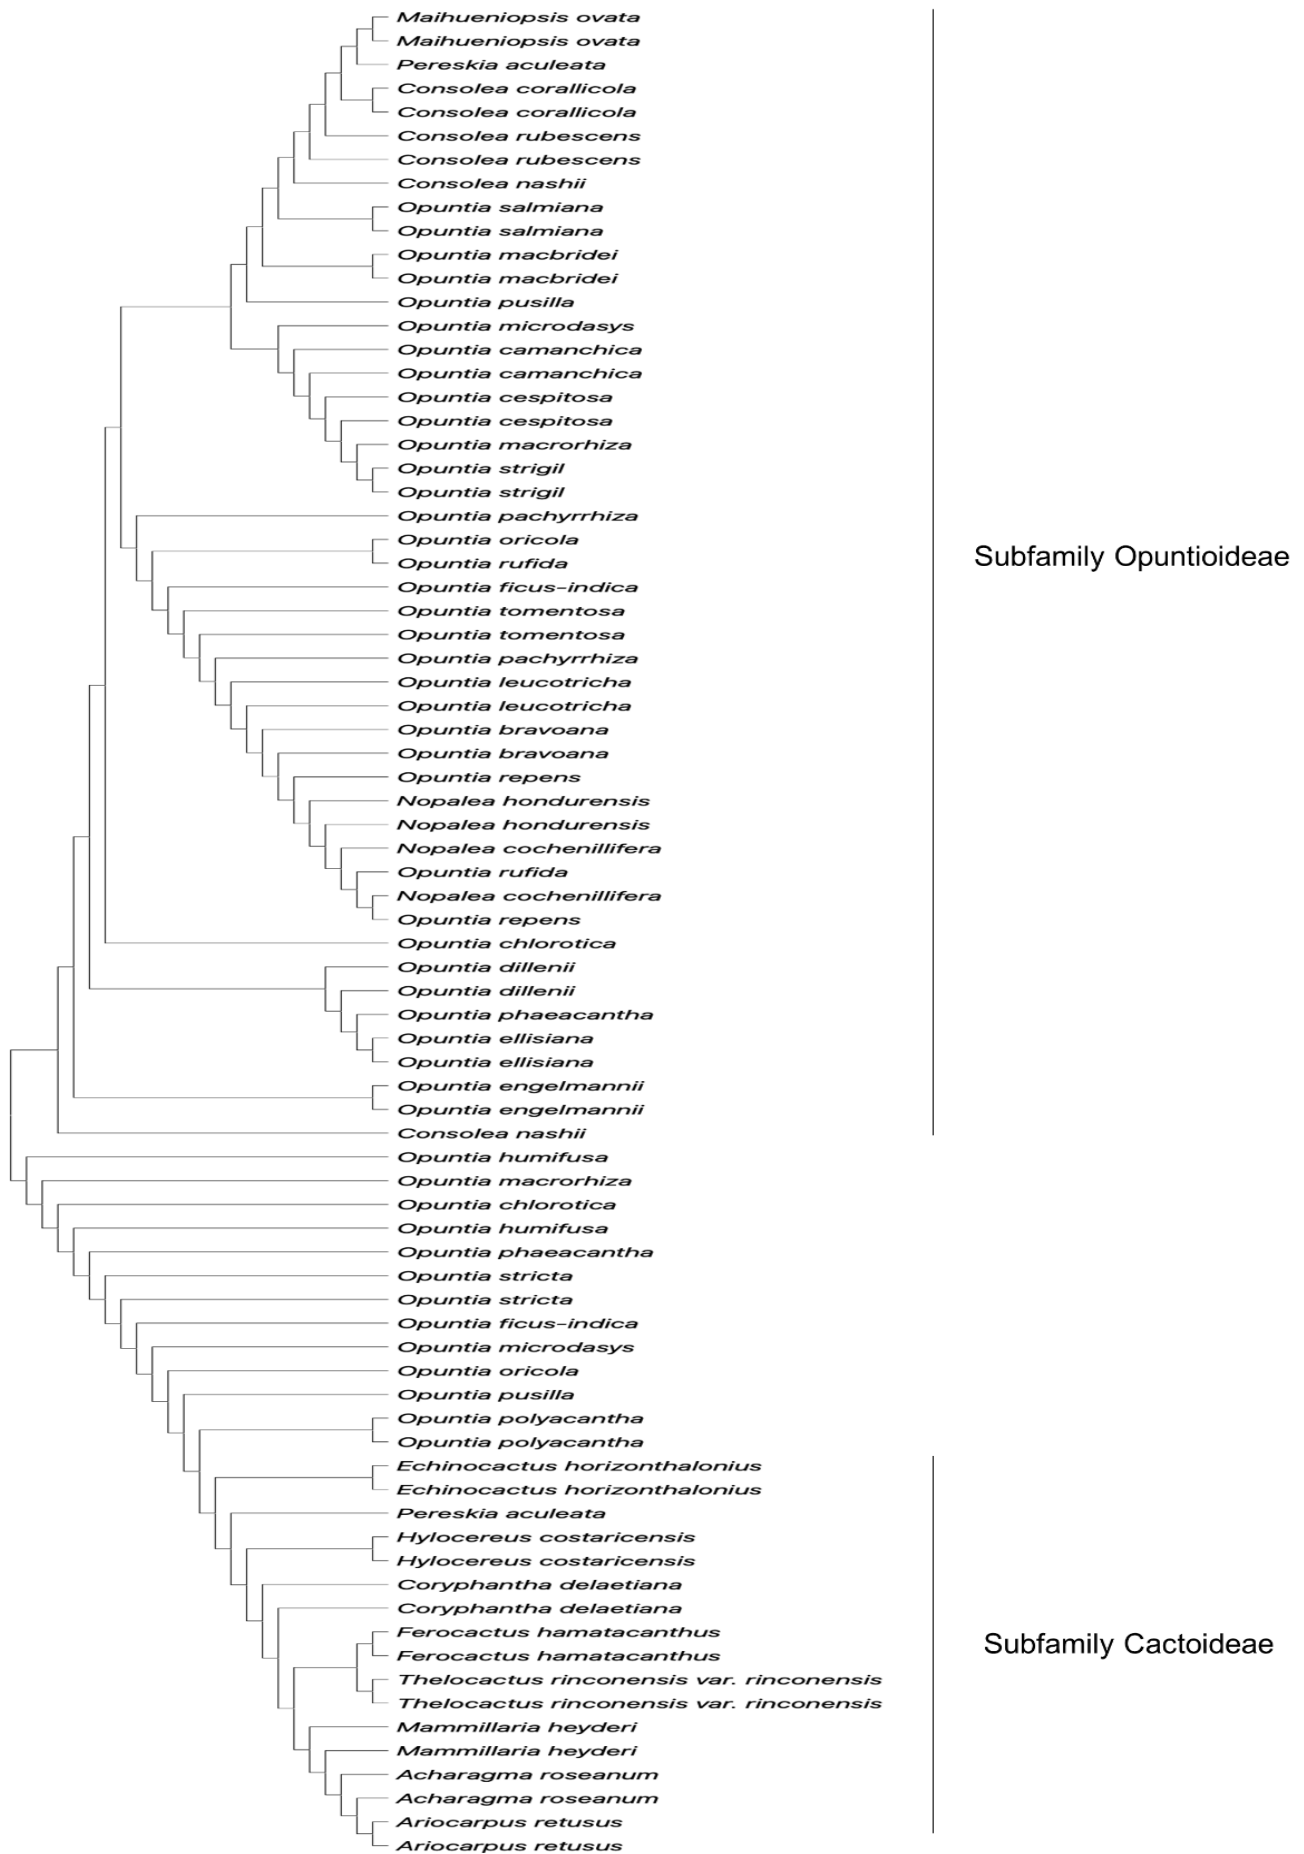 Maihueniopsis ovata
Maihueniopsis ovata
Pereskia aculeata
Consolea corallicola
Consolea corallicola
Consolea rubescens
Consolea rubescens
Consolea nashii
Opuntia salmiana
Opuntia salmiana
Opuntia macbridei
Opuntia macbridei
Opuntia pusilla
Opuntia microdasys
Opuntia camanchica
Opuntia camanchica
Opuntia cespitosa
Opuntia cespitosa
Opuntia macrorhiza
Opuntia strigil
Opuntia strigil
Opuntia pachyrrhiza
Opuntia oricola
Subfamily Opuntioideae
Opuntia rufida
Opuntia ficus-indica
Opuntia tomentosa
Opuntia tomentosa
Opuntia pachyrrhiza
Opuntia leucotricha
Opuntia leucotricha
Opuntia bravoana
Opuntia bravoana
Opuntia repens
Nopalea hondurensis
Nopalea hondurensis
Nopalea cochenillifera
Opuntia rufida
Nopalea cochenillifera
Opuntia repens
Opuntia chlorotica
Opuntia dillenii
Opuntia dillenii
Opuntia phaeacantha
Opuntia ellisiana
Opuntia ellisiana
Opuntia engelmannii
Opuntia engelmannii
Consolea nashii
Opuntia humifusa
Opuntia macrorhiza
Opuntia chlorotica
Opuntia humifusa
Opuntia phaeacantha
Opuntia stricta
Opuntia stricta
Opuntia ficus-indica
Opuntia microdasys
Opuntia oricola
Opuntia pusilla
Opuntia polyacantha
Opuntia polyacantha
Echinocactus horizonthalonius
Echinocactus horizonthalonius
Pereskia aculeata
Hylocereus costaricensis
Hylocereus costaricensis
Coryphantha delaetiana
Coryphantha delaetiana
Ferocactus hamatacanthus
Subfamily Cactoideae
Ferocactus hamatacanthus
Thelocactus rinconensis var. rinconensis
Thelocactus rinconensis var. rinconensis
Mammillaria heyderi
Mammillaria heyderi
Acharagma roseanum
Acharagma roseanum
Ariocarpus retusus
Ariocarpus retusus